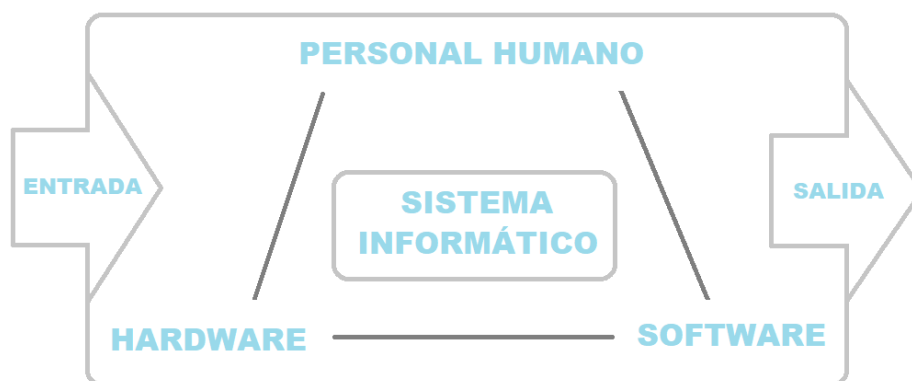 PERSONAL HUMANO
ENTRADA
SISTEMA
INFORMÁTICO
SALIDA
HARDWARE
SOFTWARE